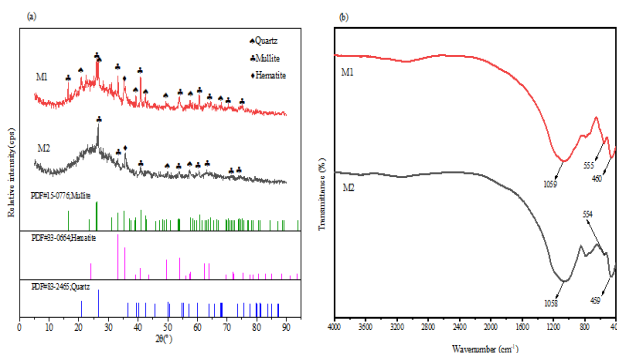 (a)
♠Quartz
♣Mullite
♦Hematite
M1
M2
PDF#15-0776,Mullite
PDF#33-0664,Hematite
PDF#83-2465,Quartz
0 10 20 30 40 50 60 70 80 90
2θ(°)
Relative intensity(cps)
(b)
M1
1059
555
460
M2
554
1058
459
4000 3600 3200 2800 2400 2000 1600 1200 800 400
Wavenumber (cm⁻¹)
Transmittance (%)